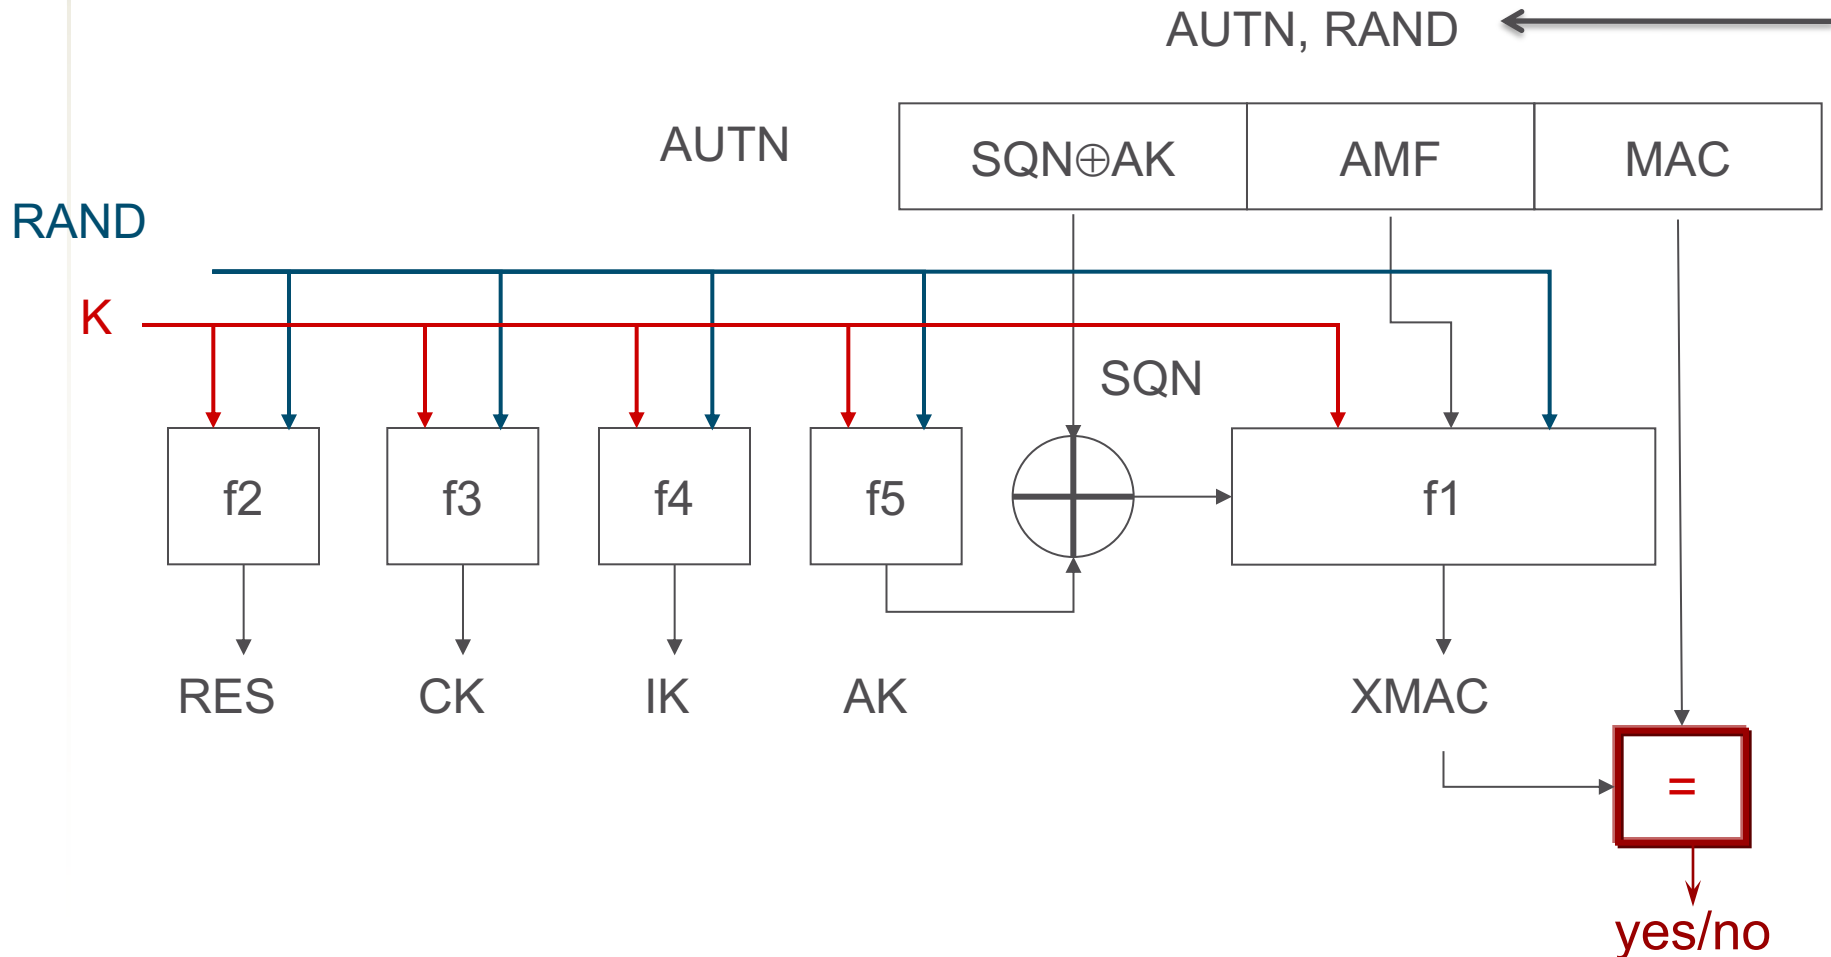 AUTN, RAND
AUTN
SQN⊕AK
AMF
MAC
RAND
K
SQN
f2
f3
f4
f5
f1
RES
CK
IK
AK
XMAC
=
yes/no